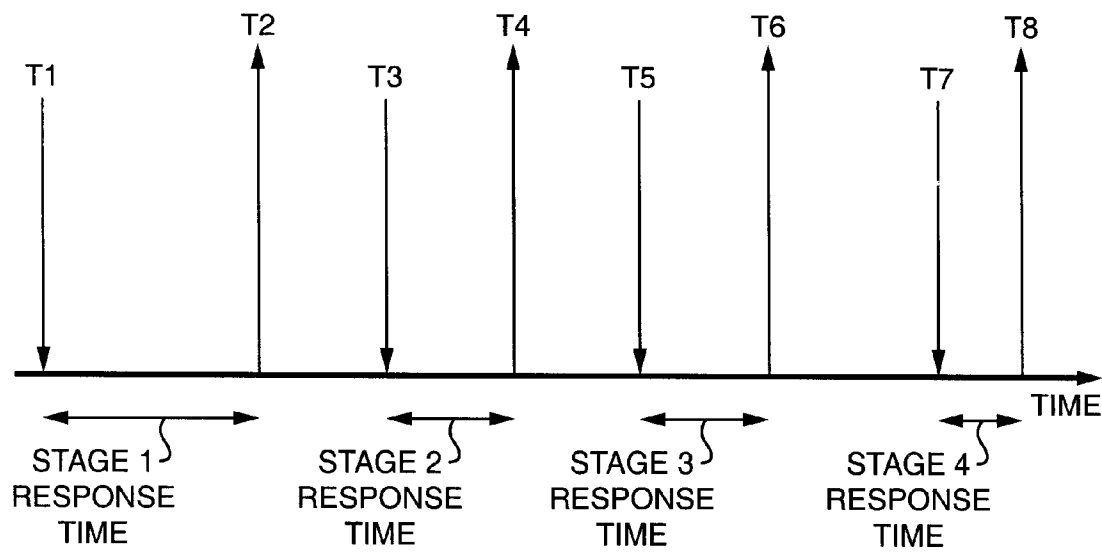 T1
T2
T3
T4
T5
T6
T7
T8
TIME
STAGE 1
RESPONSE
TIME
STAGE 2
RESPONSE
TIME
STAGE 3
RESPONSE
TIME
STAGE 4
RESPONSE
TIME